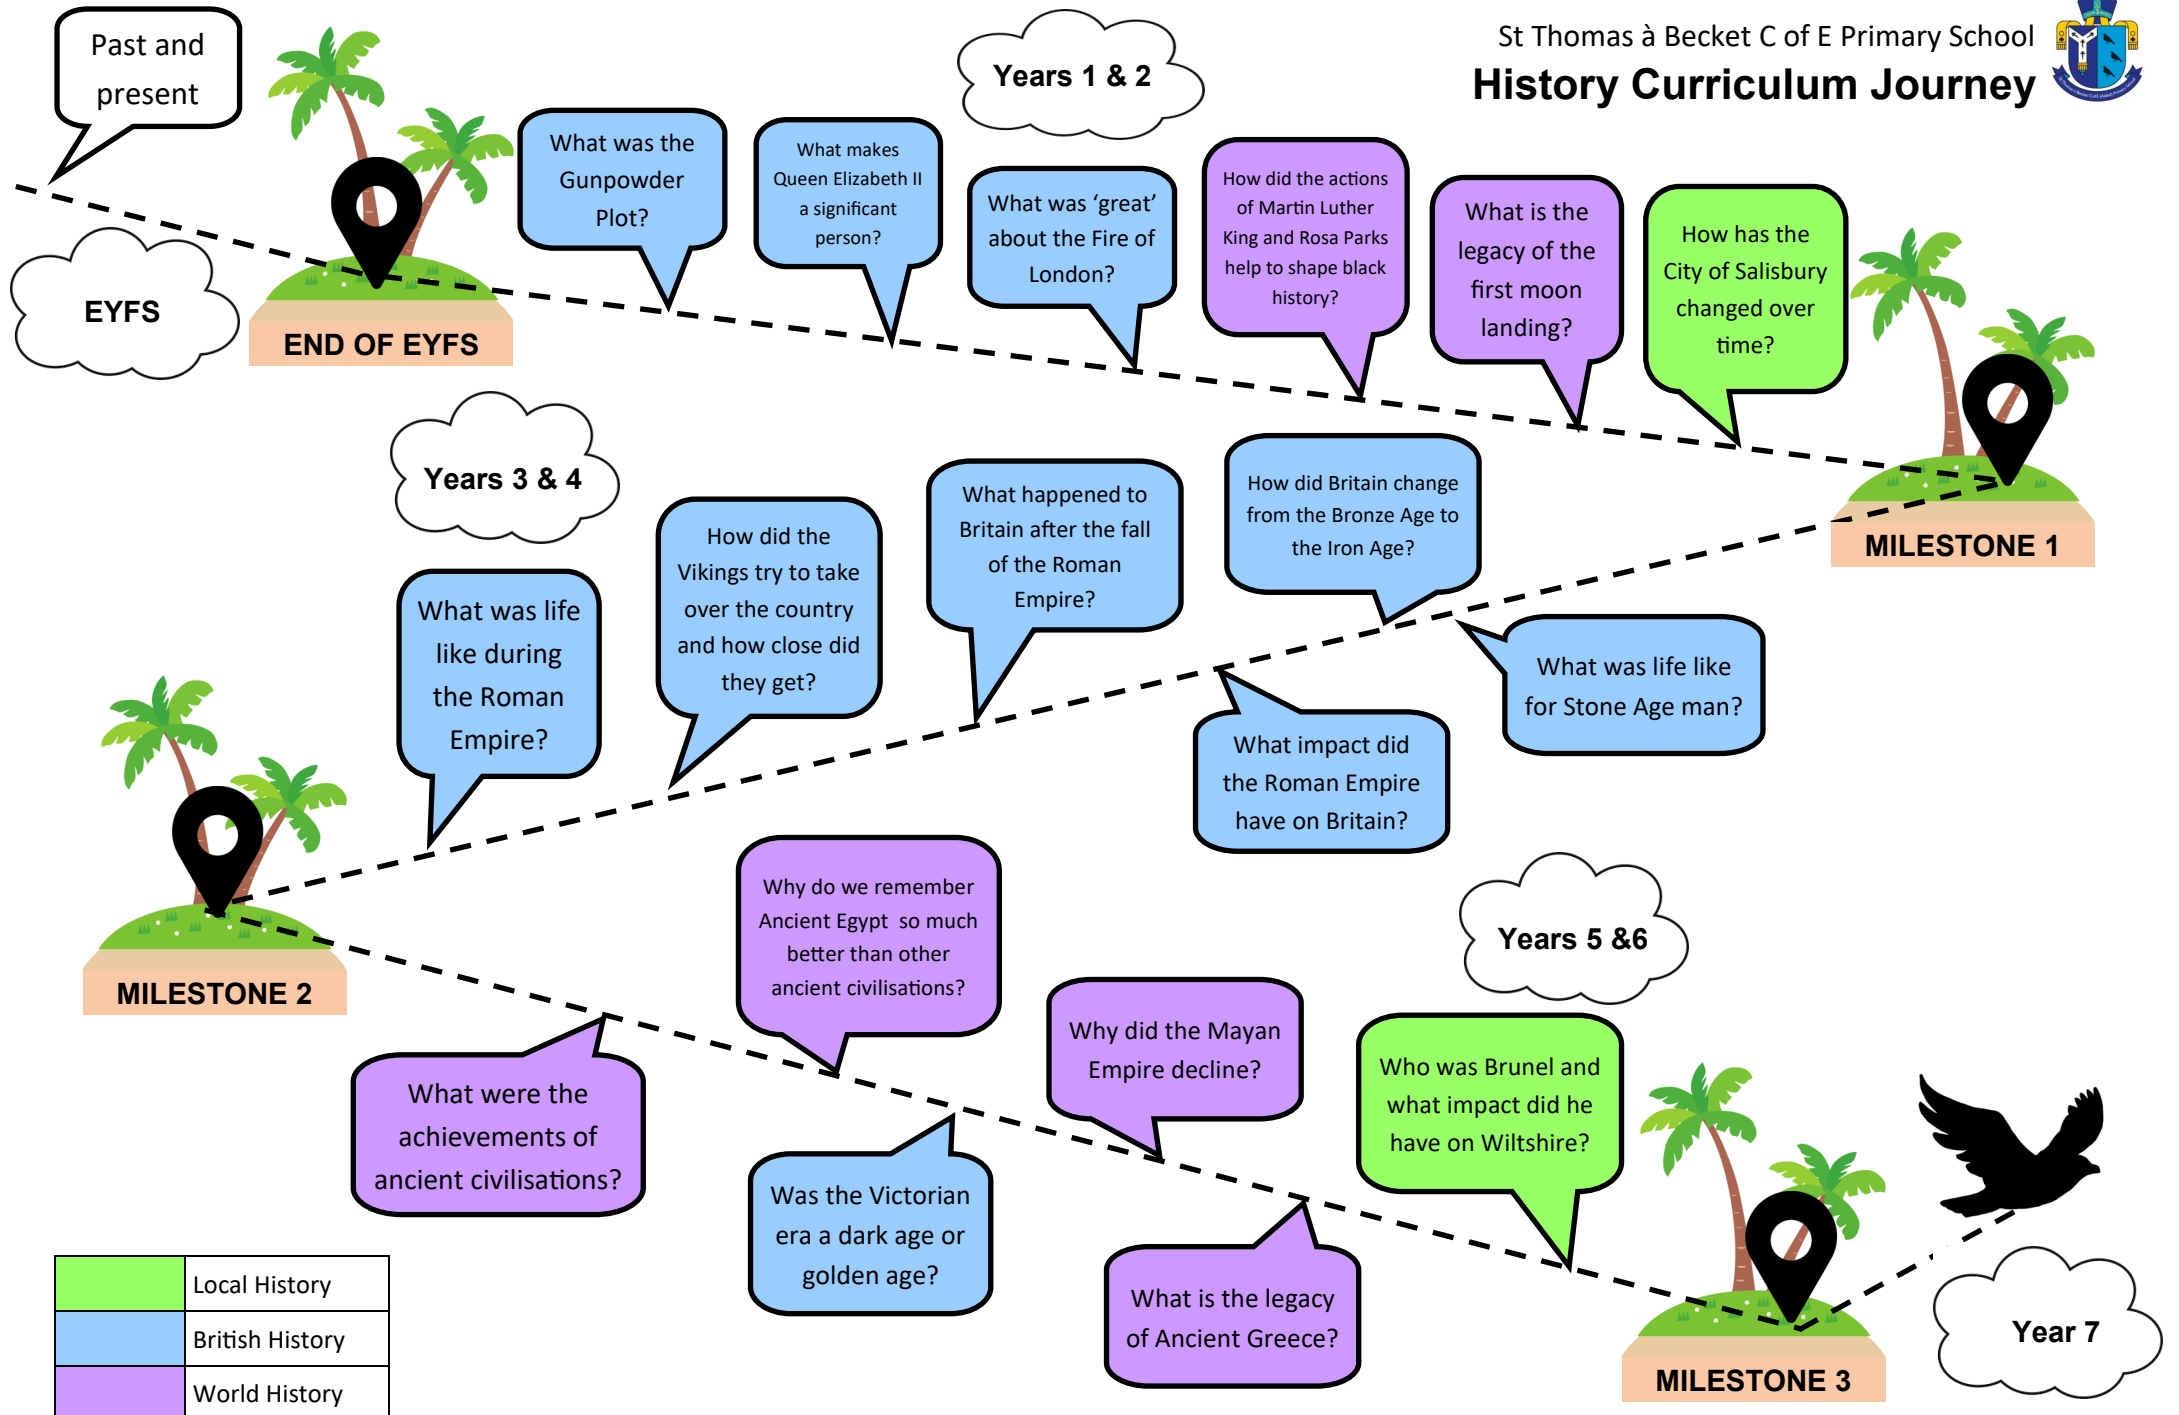 St Thomas à Becket C of E Primary School
History Curriculum Journey
Past and
present
EYFS
END OF EYFS
Years 1 & 2
What was the
Gunpowder
Plot?
What makes
Queen Elizabeth II
a significant
person?
What was ‘great’
about the Fire of
London?
How did the actions
of Martin Luther
King and Rosa Parks
help to shape black
history?
What is the
legacy of the
first moon
landing?
How has the
City of Salisbury
changed over
time?
MILESTONE 1
Years 3 & 4
What was life like
for Stone Age man?
How did Britain change
from the Bronze Age to
the Iron Age?
What impact did
the Roman Empire
have on Britain?
What happened to
Britain after the fall
of the Roman
Empire?
How did the
Vikings try to take
over the country
and how close did
they get?
What was life
like during
the Roman
Empire?
MILESTONE 2
Years 5 &6
What were the
achievements of
ancient civilisations?
Why do we remember
Ancient Egypt  so much
better than other
ancient civilisations?
Was the Victorian
era a dark age or
golden age?
Why did the Mayan
Empire decline?
What is the legacy
of Ancient Greece?
Who was Brunel and
what impact did he
have on Wiltshire?
MILESTONE 3
Year 7
Local History
British History
World History